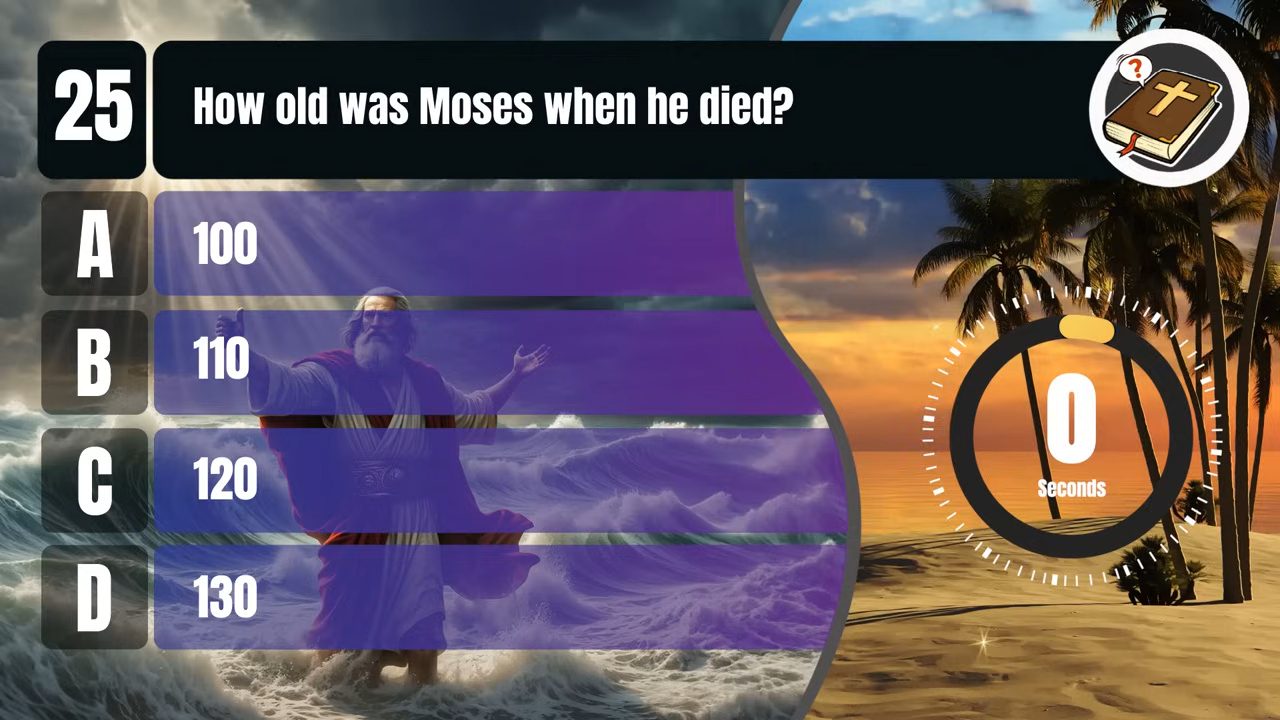 25
How old was Moses when he died?
?
A
100
B
110
C
120
D
130
0
Seconds